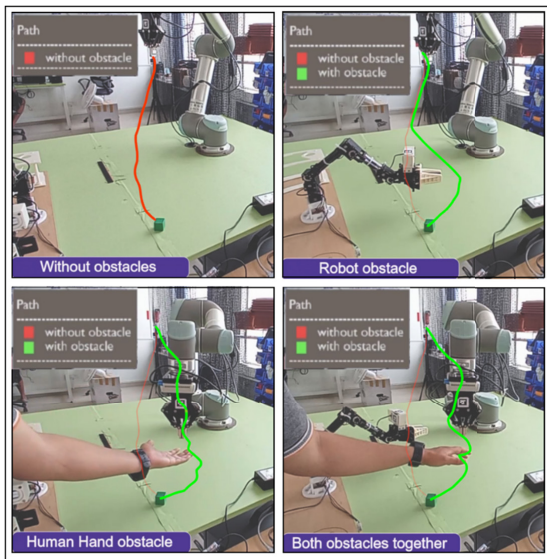 Path
without obstacle
Without obstacles
Path
without obstacle
with obstacle
Robot obstacle
Path
without obstacle
with obstacle
Human Hand obstacle
Path
without obstacle
with obstacle
Both obstacles together